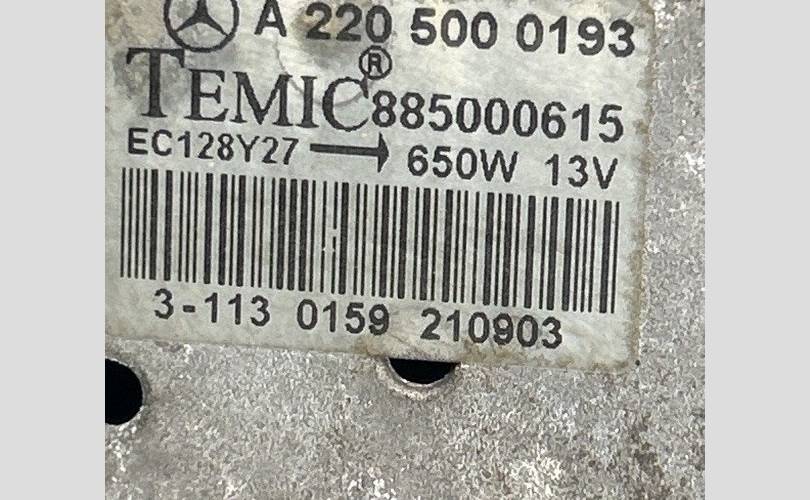 A 220 500 0193
TEMIC® 885000615
EC128Y27 → 650W 13V
3-113 0159 210903